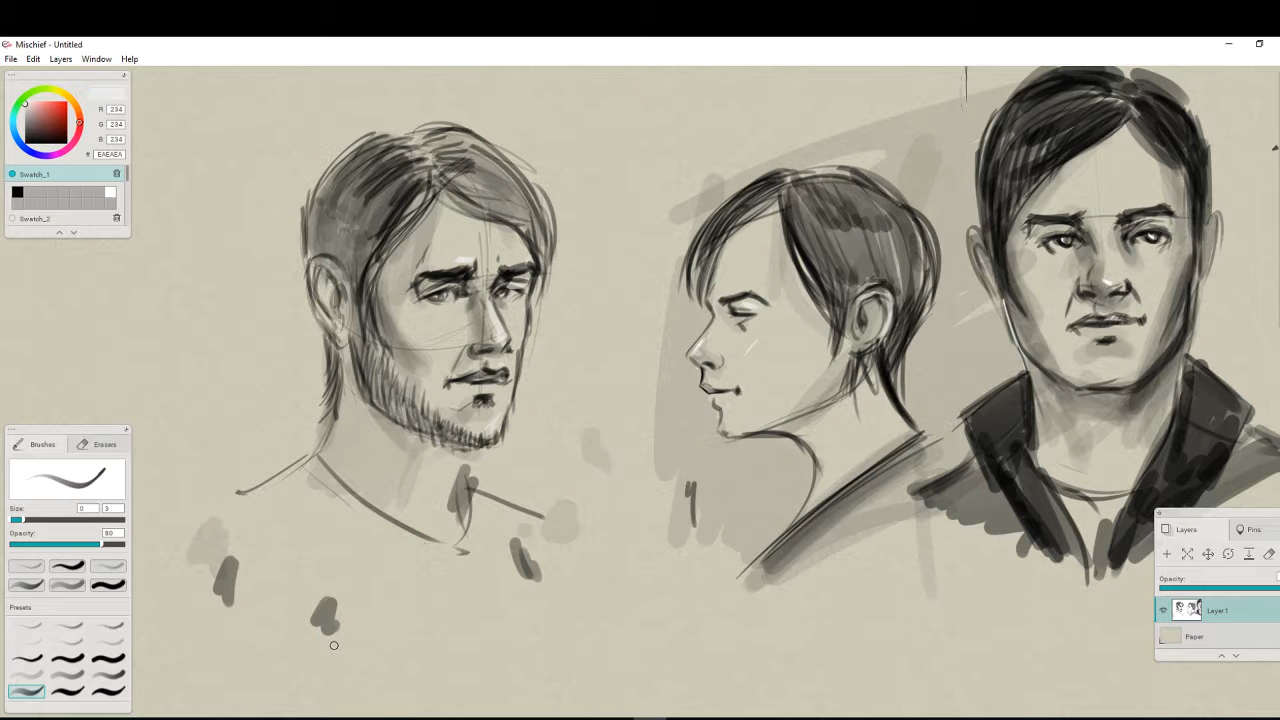 Mischief - Untitled
File Edit Layers Window Help
R 234
G 234
B 234
# EAEAEA
Swatch_1
Swatch_2
Brushes Erasers
Size: 0 3
Opacity: 80
Presets
Layers Pins
Opacity:
Layer 1
Paper